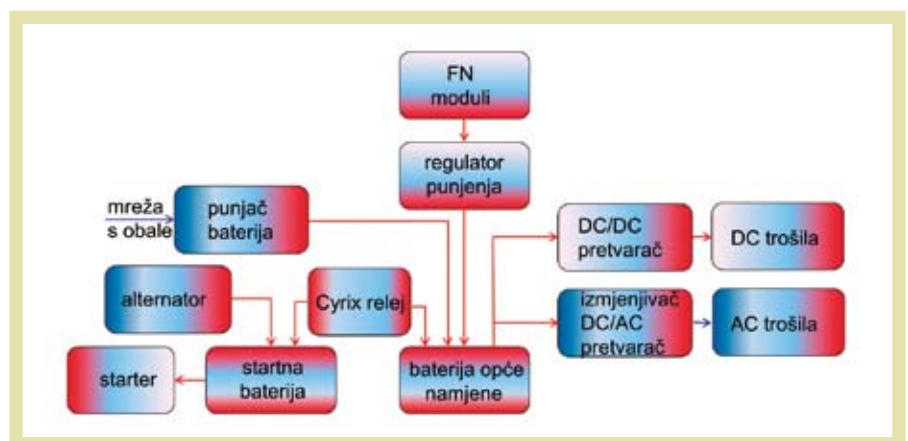 FN
moduli
regulator
punjenja
mreža
s obale
punjač
baterija
DC/DC
pretvarač
DC trošila
alternator
Cyrix relej
izmjenjivač
DC/AC
pretvarač
AC trošila
starter
startna
baterija
baterija opće
namjene